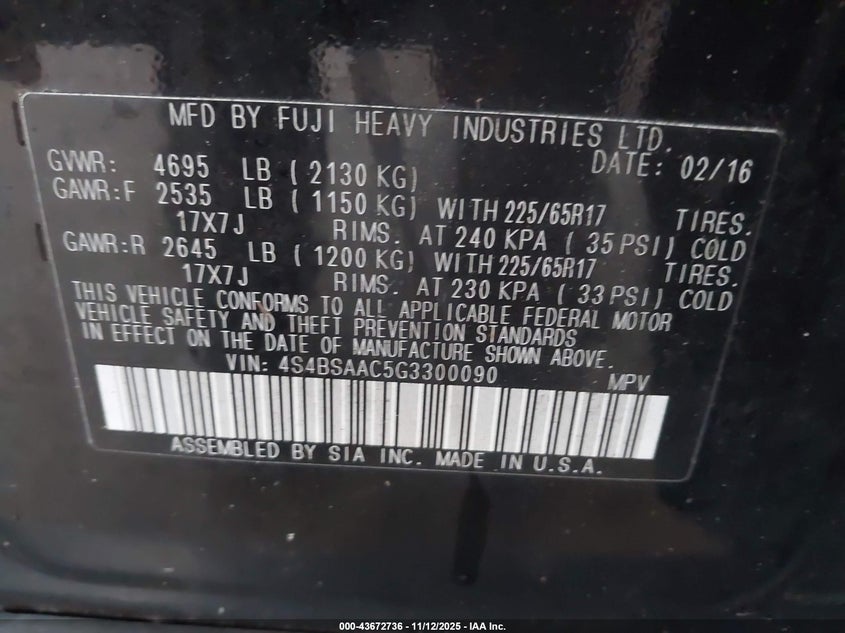 MFD BY FUJI HEAVY INDUSTRIES LTD.
GVWR: 4695 LB ( 2130 KG) DATE: 02/16
GAWR:F 2535 LB ( 1150 KG) WITH 225/65R17 TIRES.
17X7J RIMS. AT 240 KPA ( 35 PSI) COLD
GAWR:R 2645 LB ( 1200 KG) WITH 225/65R17 TIRES.
17X7J RIMS. AT 230 KPA ( 33 PSI) COLD
THIS VEHICLE CONFORMS TO ALL APPLICABLE FEDERAL MOTOR
VEHICLE SAFETY AND THEFT PREVENTION STANDARDS
IN EFFECT ON THE DATE OF MANUFACTURE SHOWN ABOVE.
VIN: 4S4BSAAC5G3300090 MPV
ASSEMBLED BY SIA INC. MADE IN U.S.A.
000-43672736 - 11/12/2025 - IAA Inc.